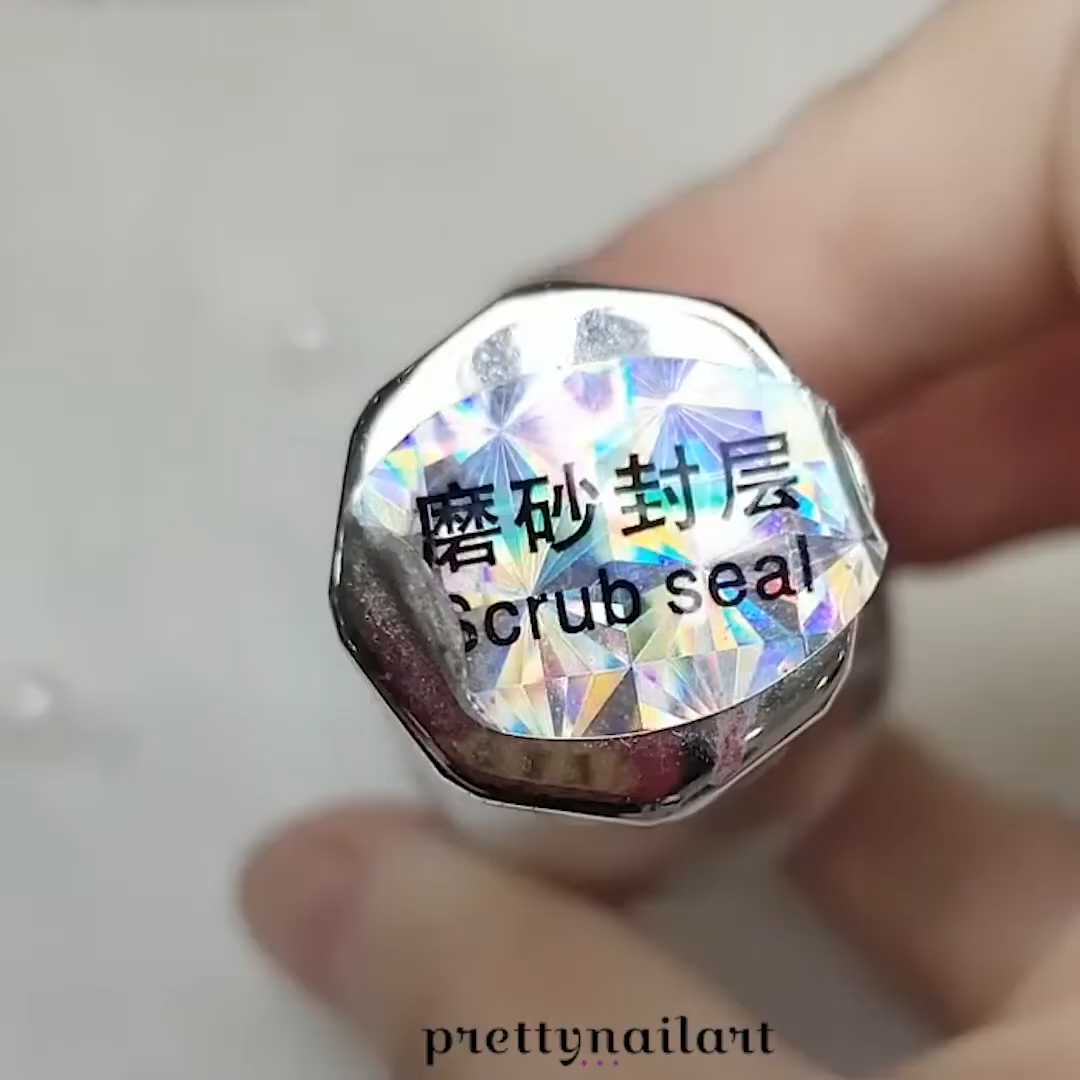 磨砂封层
Scrub seal
prettynailart